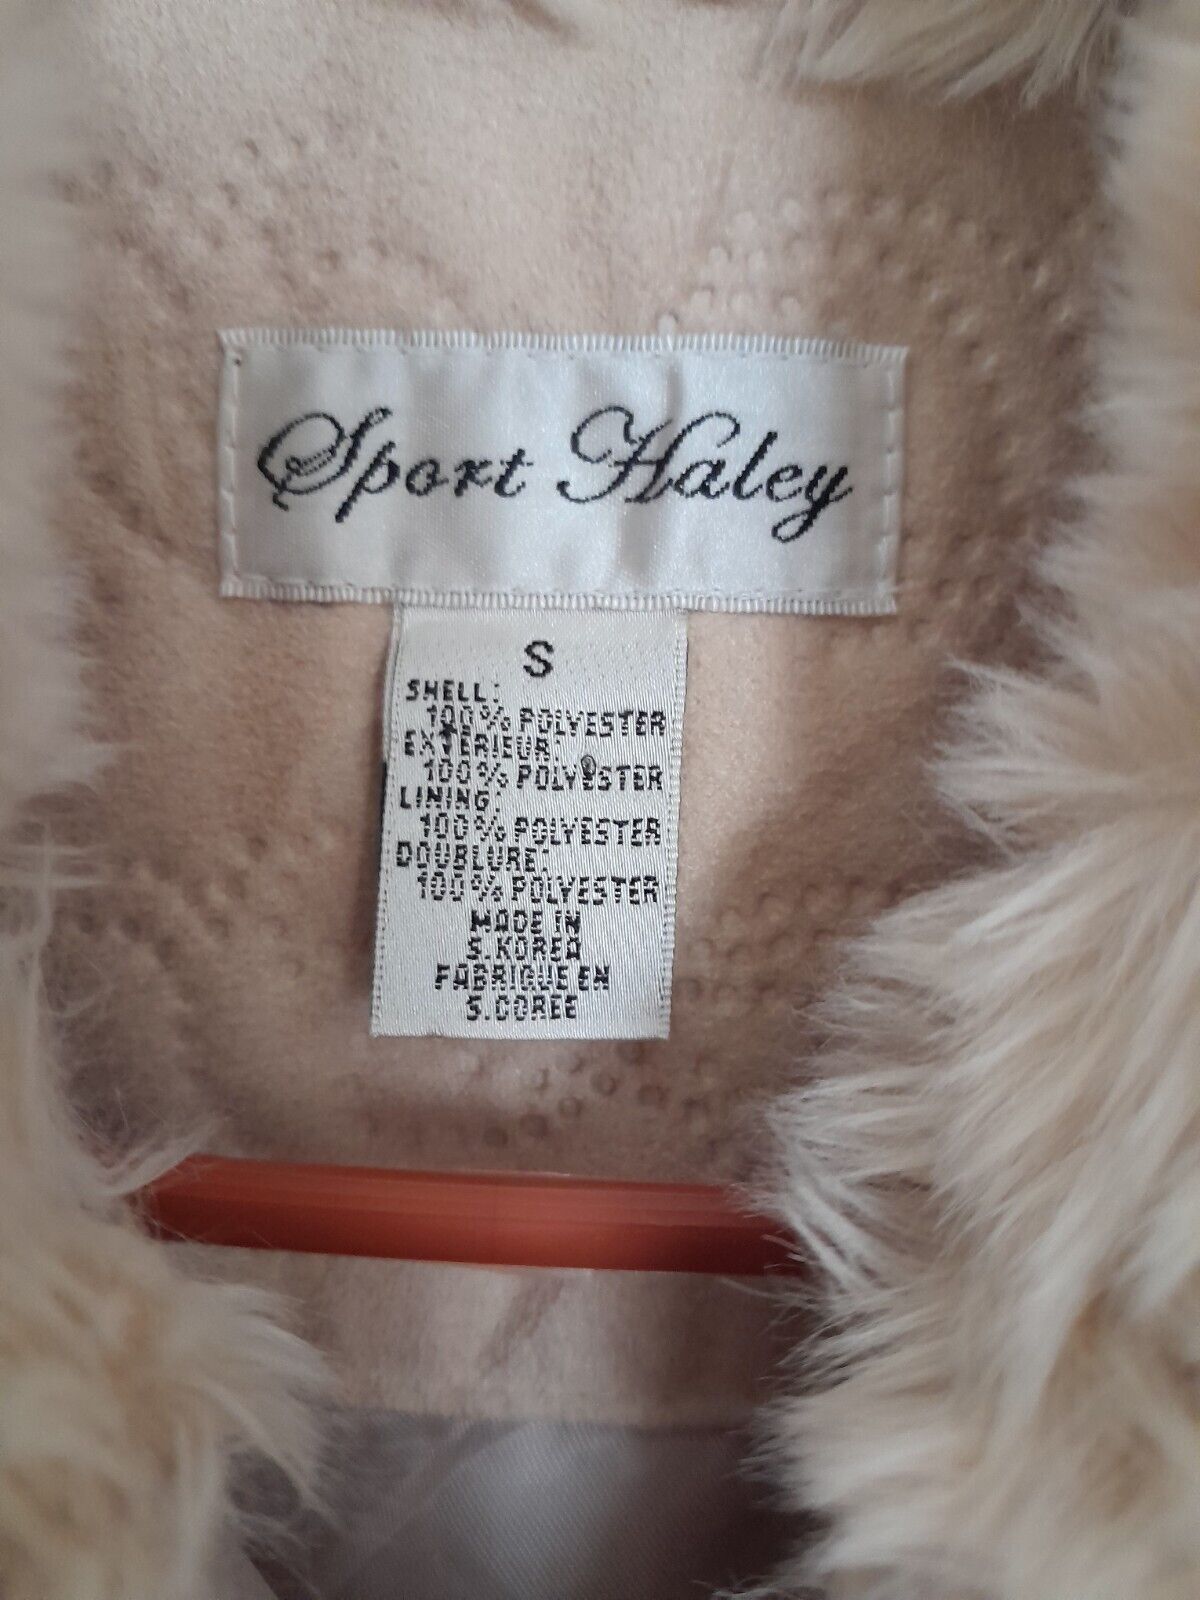 Sport Haley
S
SHELL:
100% POLYESTER
EXTERIEUR:
100% POLYESTER
LINING:
100% POLYESTER
DOUBLURE:
100% POLYESTER
MADE IN
S.KOREA
FABRIQUE EN
S.COREE